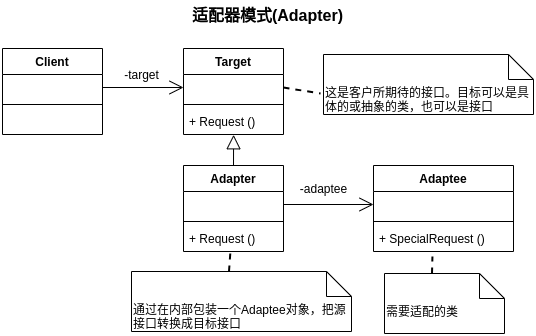 适配器模式(Adapter)
Client
-target
Target
+ Request ()
这是客户所期待的接口。目标可以是具
体的或抽象的类，也可以是接口
Adapter
+ Request ()
-adaptee
Adaptee
+ SpecialRequest ()
通过在内部包装一个Adaptee对象，把源
接口转换成目标接口
需要适配的类